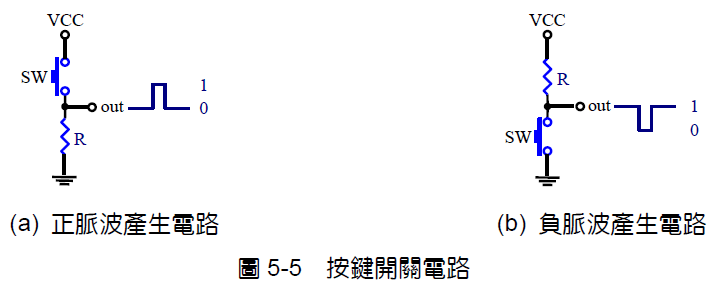 VCC
SW
out
1
0
R
(a) 正脈波產生電路
VCC
R
out
1
0
SW
(b) 負脈波產生電路
圖 5-5 按鍵開關電路